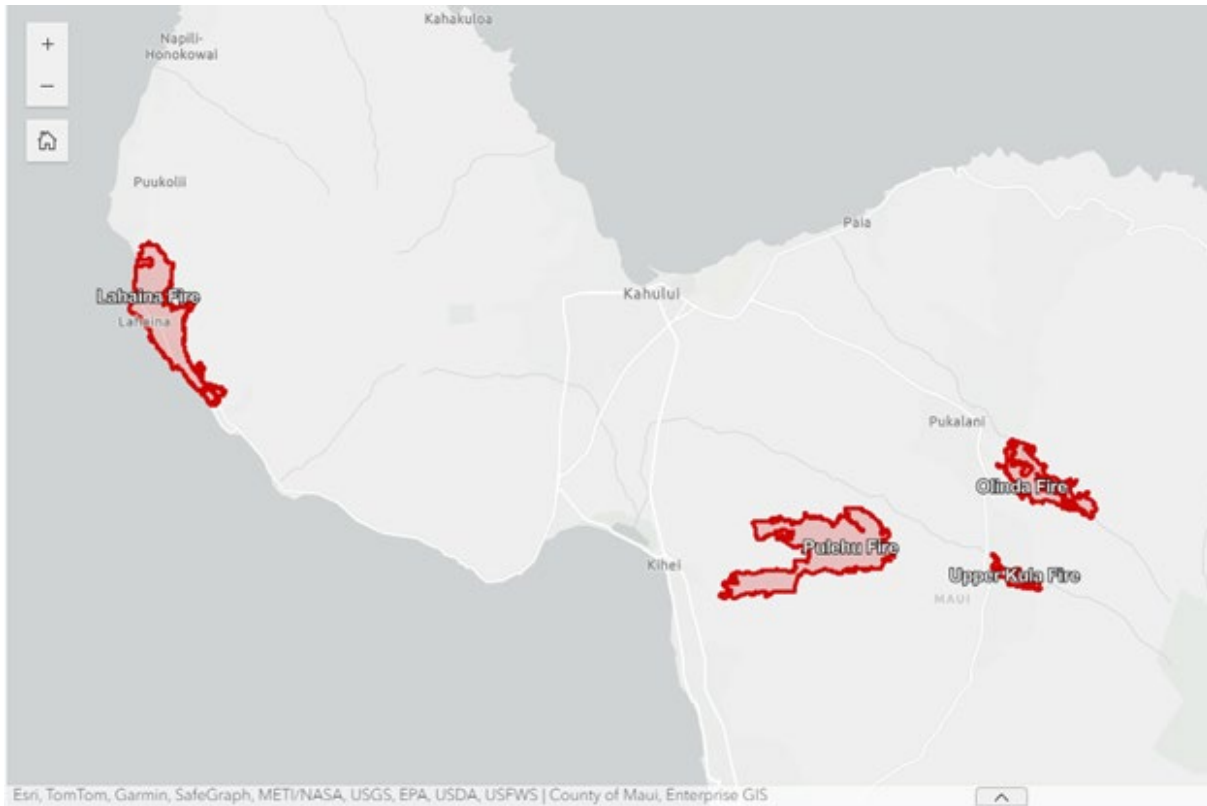 Kahakuloa
Napili-
Honokowai
+
−
Puukolii
Paia
Lahaina Fire
Kahului
Lahaina
Pukalani
Olinda Fire
Pulehu Fire
Kihei
Upper Kula Fire
MAUI
Esri, TomTom, Garmin, SafeGraph, METI/NASA, USGS, EPA, USDA, USFWS | County of Maui, Enterprise GIS